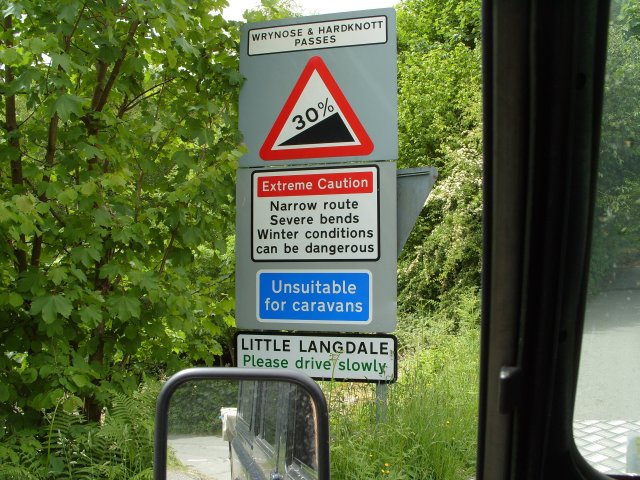 WRYNOSE & HARDKNOTT
PASSES
30%
Extreme Caution
Narrow route
Severe bends
Winter conditions
can be dangerous
Unsuitable
for caravans
LITTLE LANGDALE
Please drive slowly